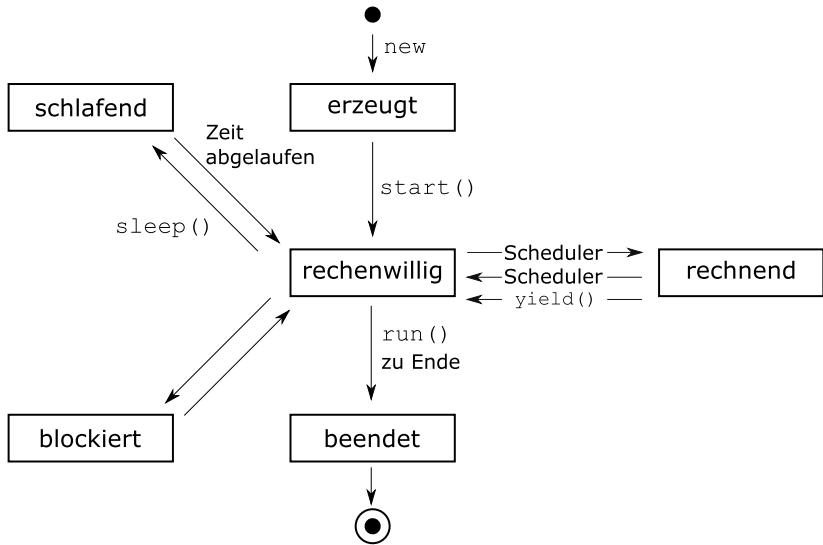 new
schlafend
erzeugt
Zeit
abgelaufen
start()
sleep()
rechenwillig
Scheduler
Scheduler
yield()
rechnend
run()
zu Ende
blockiert
beendet